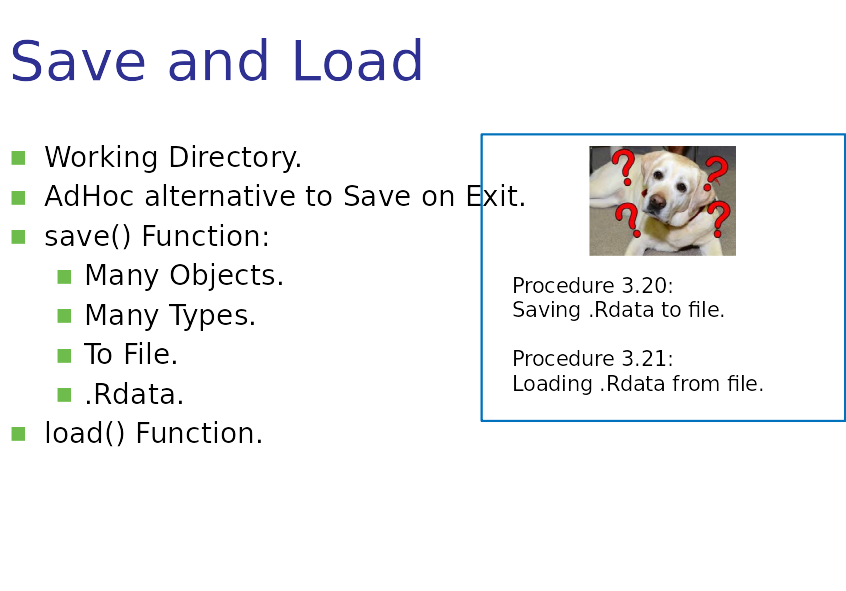 Save and Load
Working Directory.
AdHoc alternative to Save on Exit.
save() Function:
Many Objects.
Many Types.
To File.
.Rdata.
load() Function.
? ? ? ?
Procedure 3.20:
Saving .Rdata to file.
Procedure 3.21:
Loading .Rdata from file.